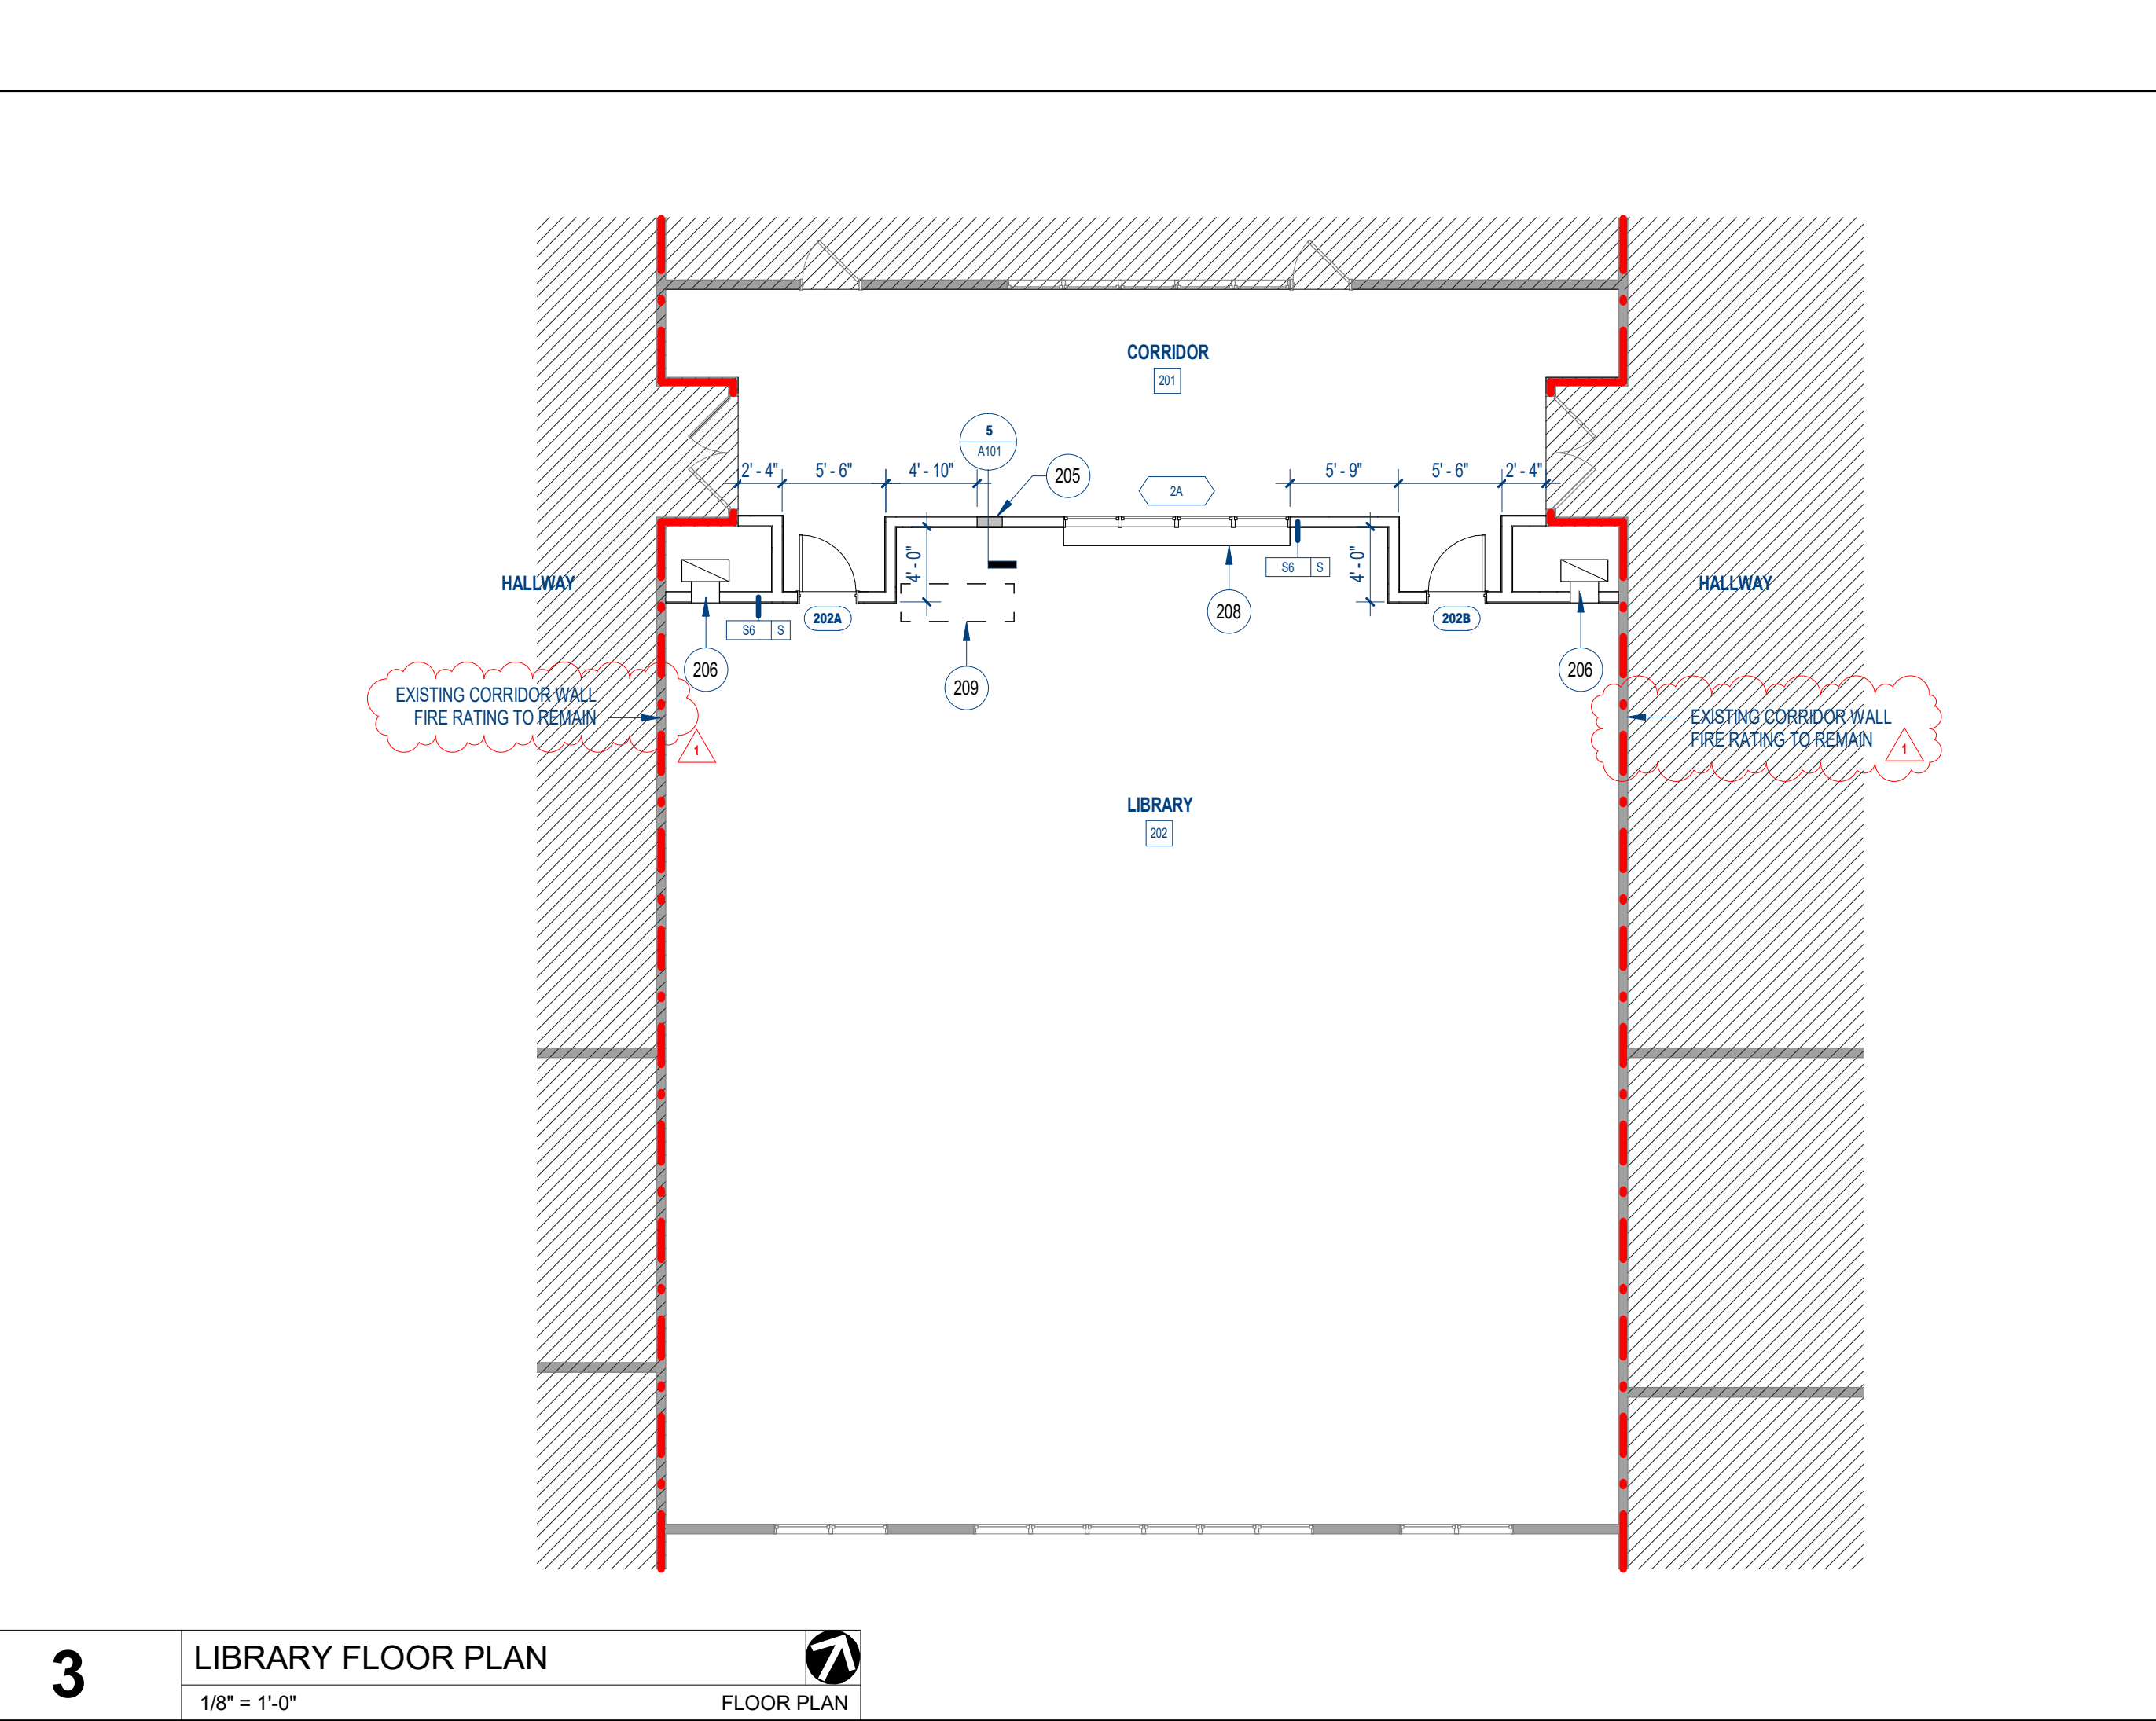 CORRIDOR
201
5
A101
205
2' - 4"
5' - 6"
4' - 10"
2A
5' - 9"
5' - 6"
2' - 4"
4' - 0"
4' - 0"
S6 S
HALLWAY
HALLWAY
208
202A
202B
S6 S
206
209
206
EXISTING CORRIDOR WALL
FIRE RATING TO REMAIN
1
EXISTING CORRIDOR WALL
FIRE RATING TO REMAIN
1
LIBRARY
202
3
LIBRARY FLOOR PLAN
1/8" = 1'-0"
FLOOR PLAN